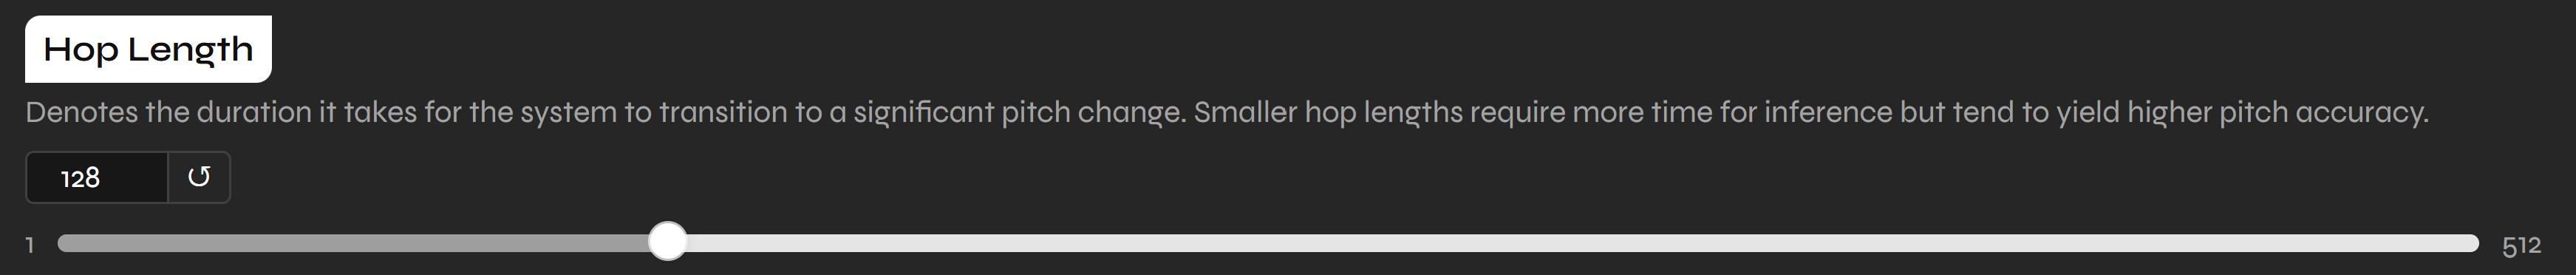 Hop Length
Denotes the duration it takes for the system to transition to a significant pitch change. Smaller hop lengths require more time for inference but tend to yield higher pitch accuracy.
128 ↺
1 512